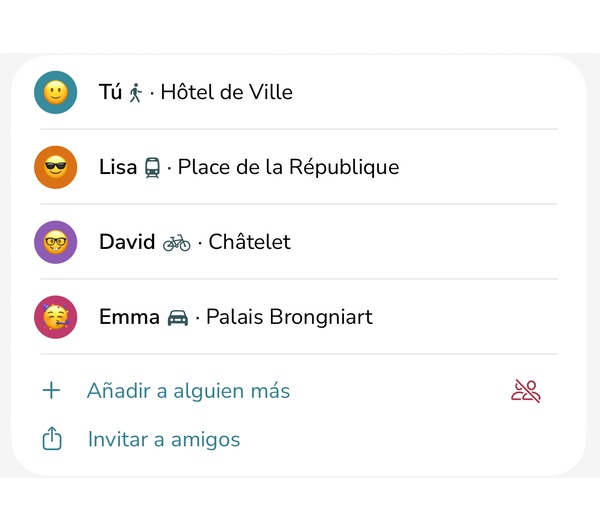 Tú · Hôtel de Ville
Lisa · Place de la République
David · Châtelet
Emma · Palais Brongniart
Añadir a alguien más
Invitar a amigos